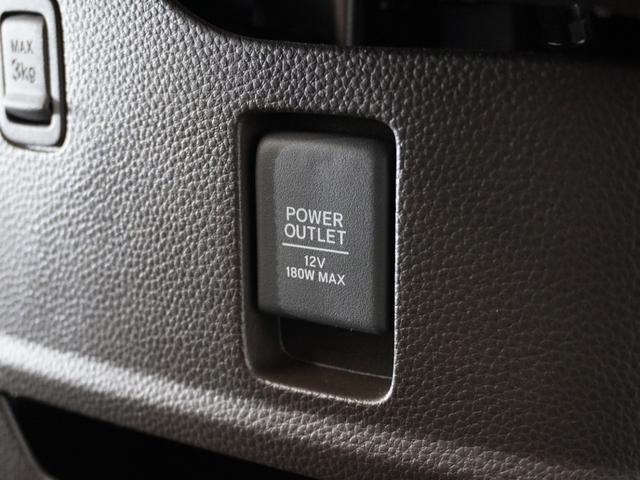 MAX
3kg
POWER
OUTLET
12V
180W MAX